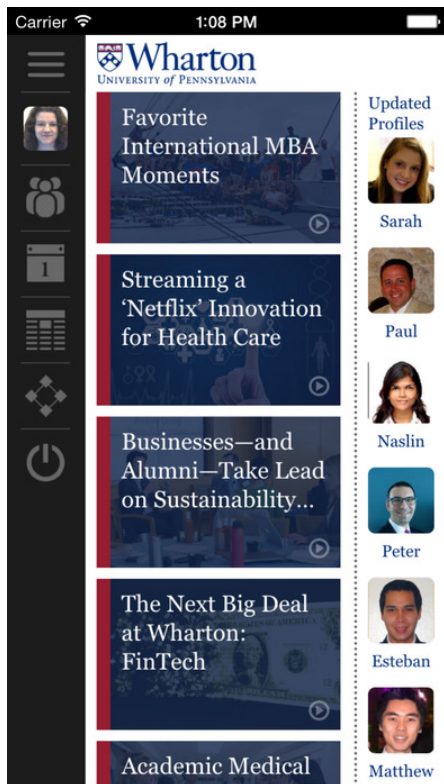 Carrier
1:08 PM
Wharton
UNIVERSITY of PENNSYLVANIA
1
Favorite
International MBA
Moments
Streaming a
‘Netflix’ Innovation
for Health Care
Businesses—and
Alumni—Take Lead
on Sustainability...
The Next Big Deal
at Wharton:
FinTech
Academic Medical
Updated
Profiles
Sarah
Paul
Naslin
Peter
Esteban
Matthew